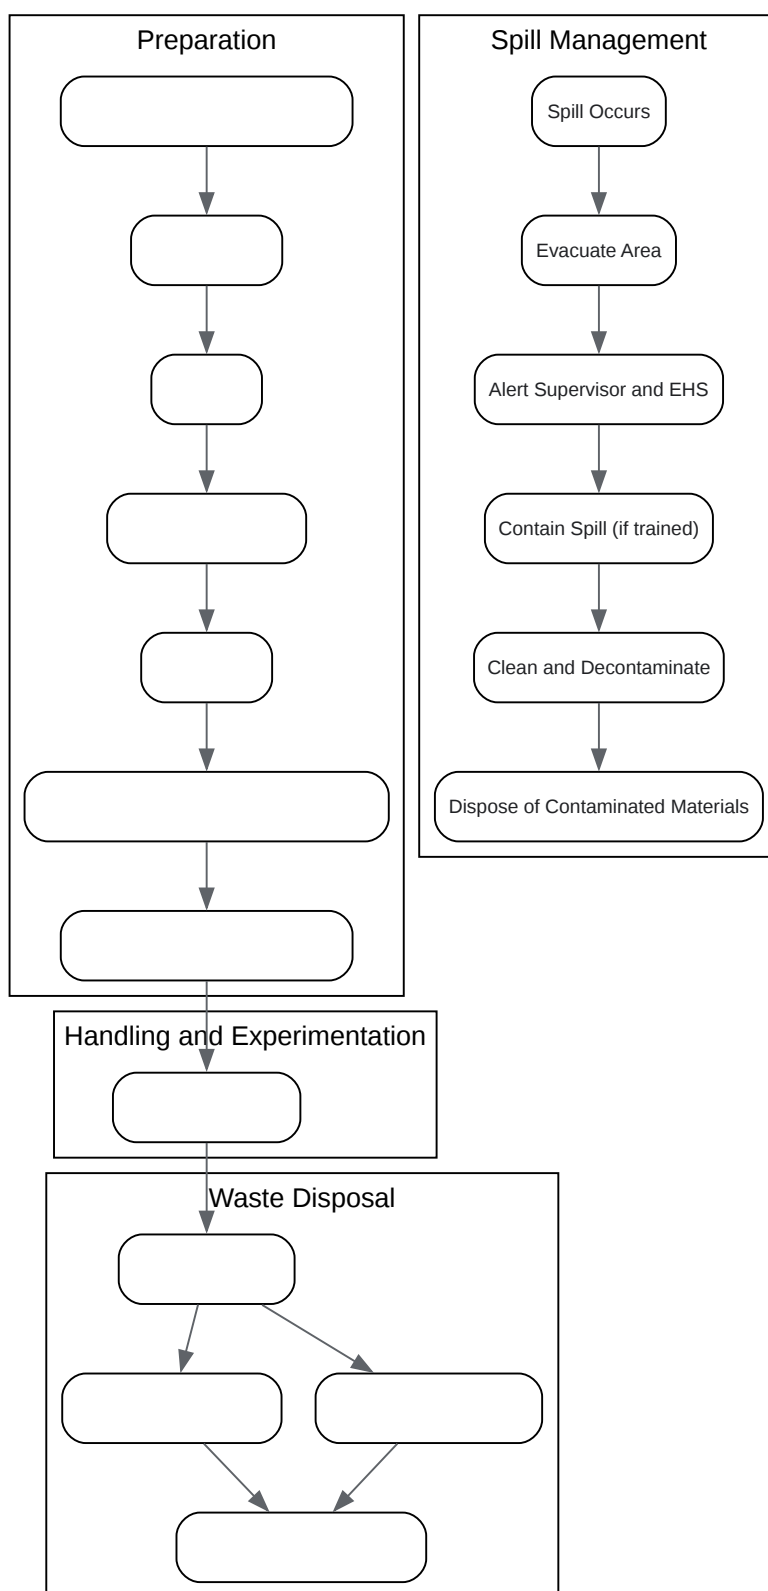 Preparation
Spill Management
Spill Occurs
Evacuate Area
Alert Supervisor and EHS
Contain Spill (if trained)
Clean and Decontaminate
Dispose of Contaminated Materials
Handling and Experimentation
Waste Disposal